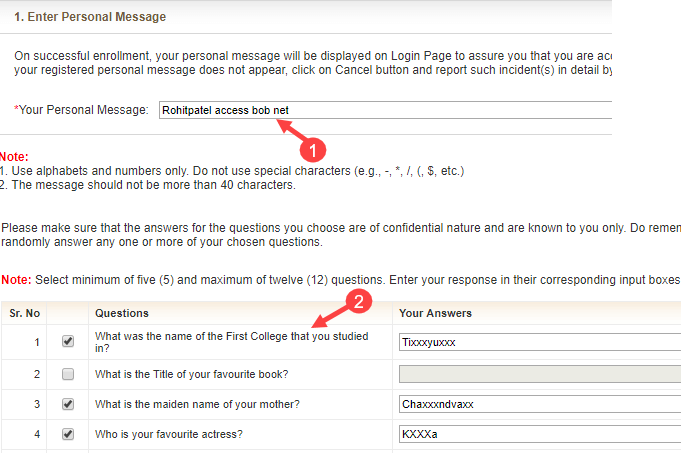 1. Enter Personal Message
On successful enrollment, your personal message will be displayed on Login Page to assure you that you are
your registered personal message does not appear, click on Cancel button and report such incident(s) in detail by
*Your Personal Message: Rohitpatel access bob net
1
Note:
1. Use alphabets and numbers only. Do not use special characters (e.g., -, *, /, (, $, etc.)
2. The message should not be more than 40 characters.
Please make sure that the answers for the questions you choose are of confidential nature and are known to you only. Do
randomly answer any one or more of your chosen questions.
Note: Select minimum of five (5) and maximum of twelve (12) questions. Enter your response in their corresponding input boxes
2
Sr. No Questions Your Answers
1 What was the name of the First College that you studied
in? Tixxxyuxxx
2 What is the Title of your favourite book?
3 What is the maiden name of your mother? Chaxxxndvaxx
4 Who is your favourite actress? KXXXa